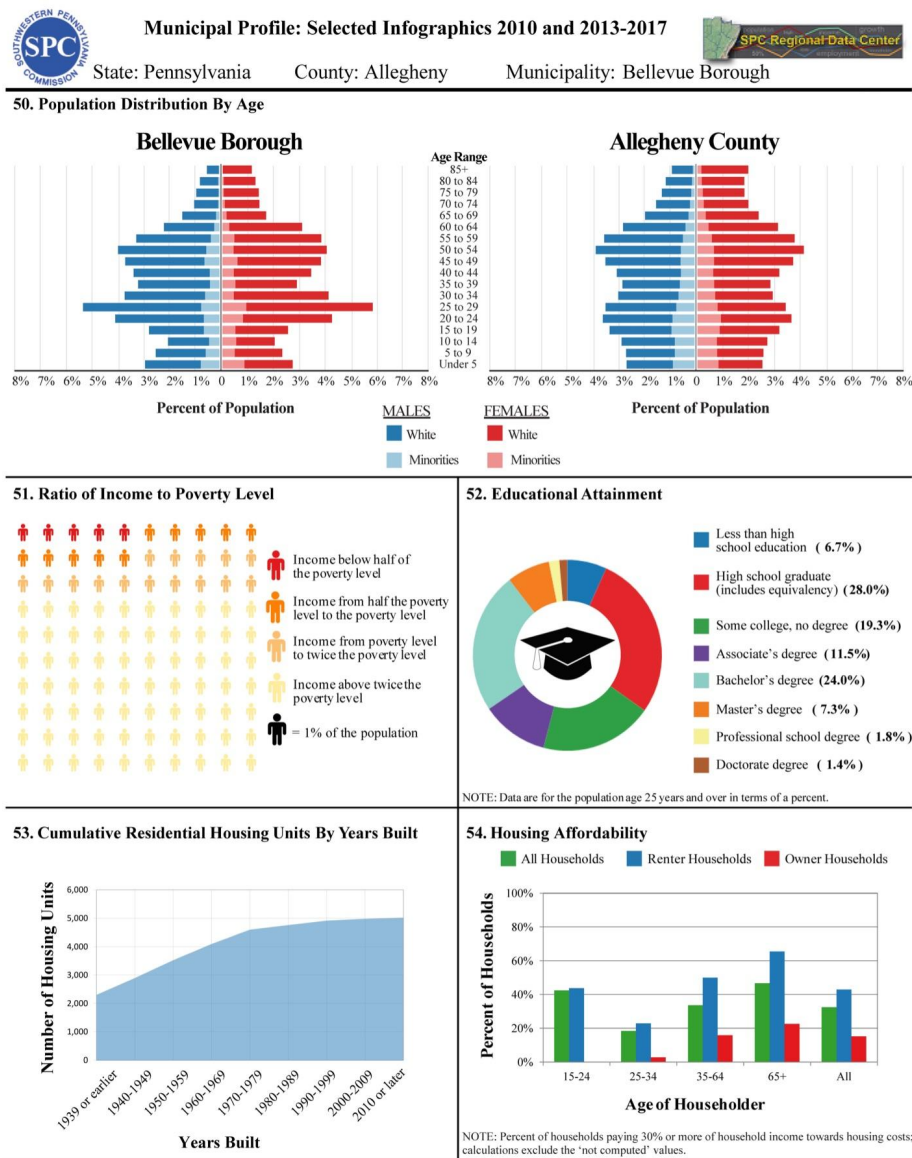 SOUTHWESTERN PENNSYLVANIA
SPC
COMMISSION
Municipal Profile: Selected Infographics 2010 and 2013-2017
SPC Regional Data Center
State: Pennsylvania County: Allegheny Municipality: Bellevue Borough
50. Population Distribution By Age
Bellevue Borough
Age Range
Allegheny County
85+
80 to 84
75 to 79
70 to 74
65 to 69
60 to 64
55 to 59
50 to 54
45 to 49
40 to 44
35 to 39
30 to 34
25 to 29
20 to 24
15 to 19
10 to 14
5 to 9
Under 5
8% 6% 5% 4% 3% 2% 1% 0 1% 2% 3% 4% 5% 6% 7% 8%
8% 6% 5% 4% 3% 2% 1% 0 1% 2% 3% 4% 5% 6% 7% 8%
Percent of Population
Percent of Population
MALES FEMALES
White White
Minorities Minorities
51. Ratio of Income to Poverty Level
Income below half of
the poverty level
Income from half the poverty
level to the poverty level
Income from poverty level
to twice the poverty level
Income above twice the
poverty level
= 1% of the population
52. Educational Attainment
Less than high
school education ( 6.7%)
High school graduate
(includes equivalency) (28.0%)
Some college, no degree (19.3%)
Associate's degree (11.5%)
Bachelor's degree (24.0%)
Master's degree ( 7.3%)
Professional school degree ( 1.8%)
Doctorate degree ( 1.4%)
NOTE: Data are for the population age 25 years and over in terms of a percent.
53. Cumulative Residential Housing Units By Years Built
Number of Housing Units
6,000
5,000
4,000
3,000
2,000
1,000
0
1939 or earlier
1940-1949
1950-1959
1960-1969
1970-1979
1980-1989
1990-1999
2000-2009
2010 or later
Years Built
54. Housing Affordability
All Households Renter Households Owner Households
Percent of Households
100%
80%
60%
40%
20%
0%
15-24 25-34 35-64 65+ All
Age of Householder
NOTE: Percent of households paying 30% or more of household income towards housing costs;
calculations exclude the 'not computed' values.